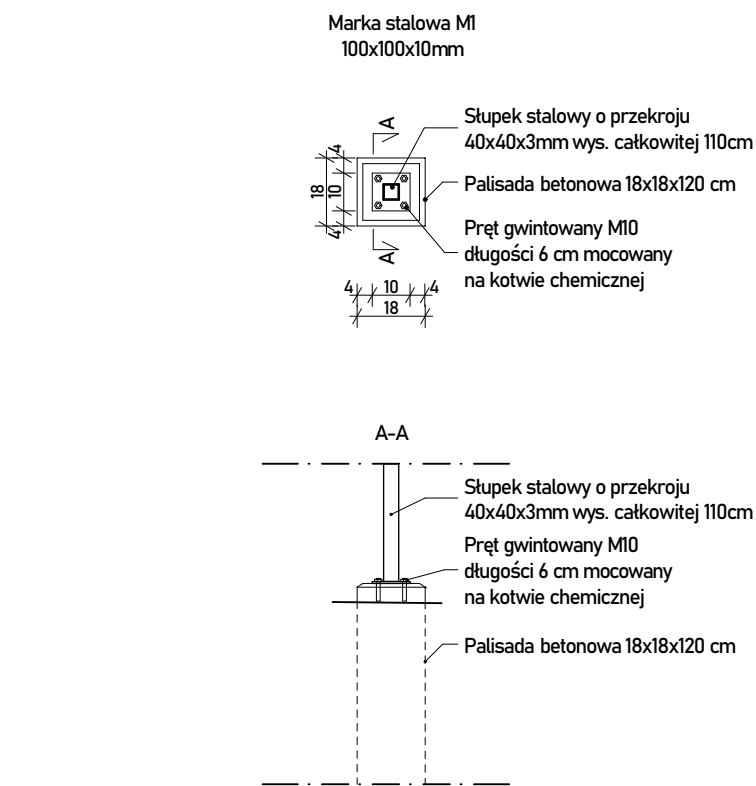 Marka stalowa M1
100x100x10mm
A
Słupek stalowy o przekroju
40x40x3mm wys. całkowitej 110cm
4
18
10
4
Palisada betonowa 18x18x120 cm
A
Pręt gwintowany M10
długości 6 cm mocowany
na kotwie chemicznej
4 10 4
18
A-A
Słupek stalowy o przekroju
40x40x3mm wys. całkowitej 110cm
Pręt gwintowany M10
długości 6 cm mocowany
na kotwie chemicznej
Palisada betonowa 18x18x120 cm